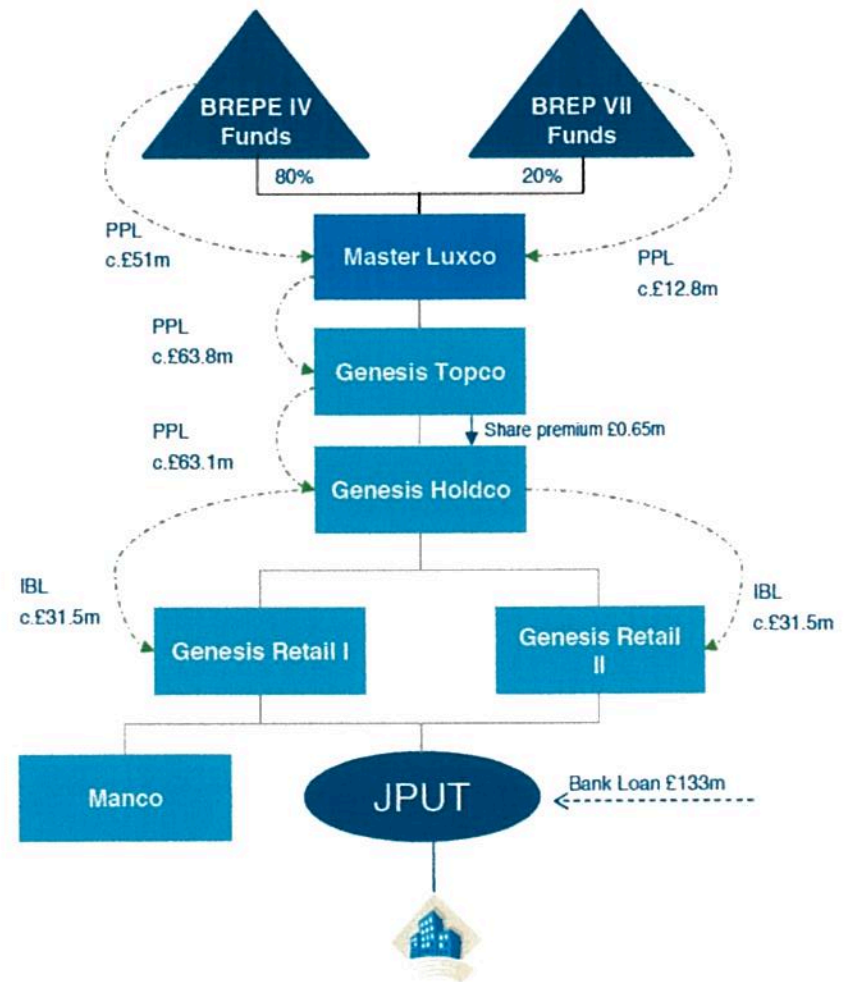 BREPE IV
Funds
BREP VII
Funds
80%
20%
PPL
c.£51m
Master Luxco
PPL
c.£12.8m
PPL
c.£63.8m
Genesis Topco
Share premium £0.65m
PPL
c.£63.1m
Genesis Holdco
IBL
c.£31.5m
IBL
c.£31.5m
Genesis Retail I
Genesis Retail
II
Manco
JPUT
Bank Loan £133m